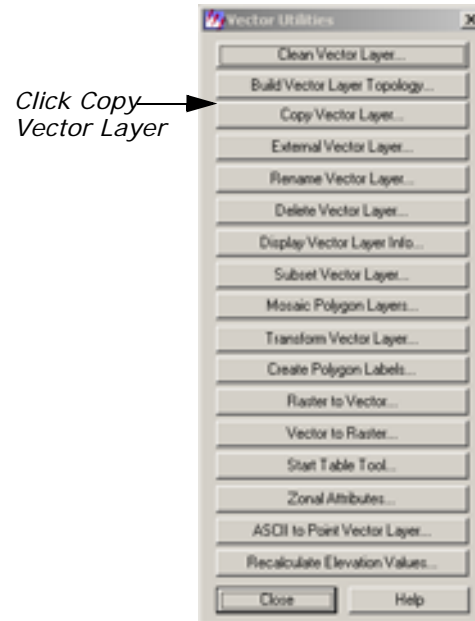 Vector Utilities
Clean Vector Layer...
Build Vector Layer Topology...
Click Copy
Vector Layer
Copy Vector Layer...
External Vector Layer...
Rename Vector Layer...
Delete Vector Layer...
Display Vector Layer Info...
Subset Vector Layer...
Mosaic Polygon Layers...
Transform Vector Layer...
Create Polygon Labels...
Raster to Vector...
Vector to Raster...
Start Table Tool...
Zonal Attributes...
ASCII to Point Vector Layer...
Recalculate Elevation Values...
Close Help